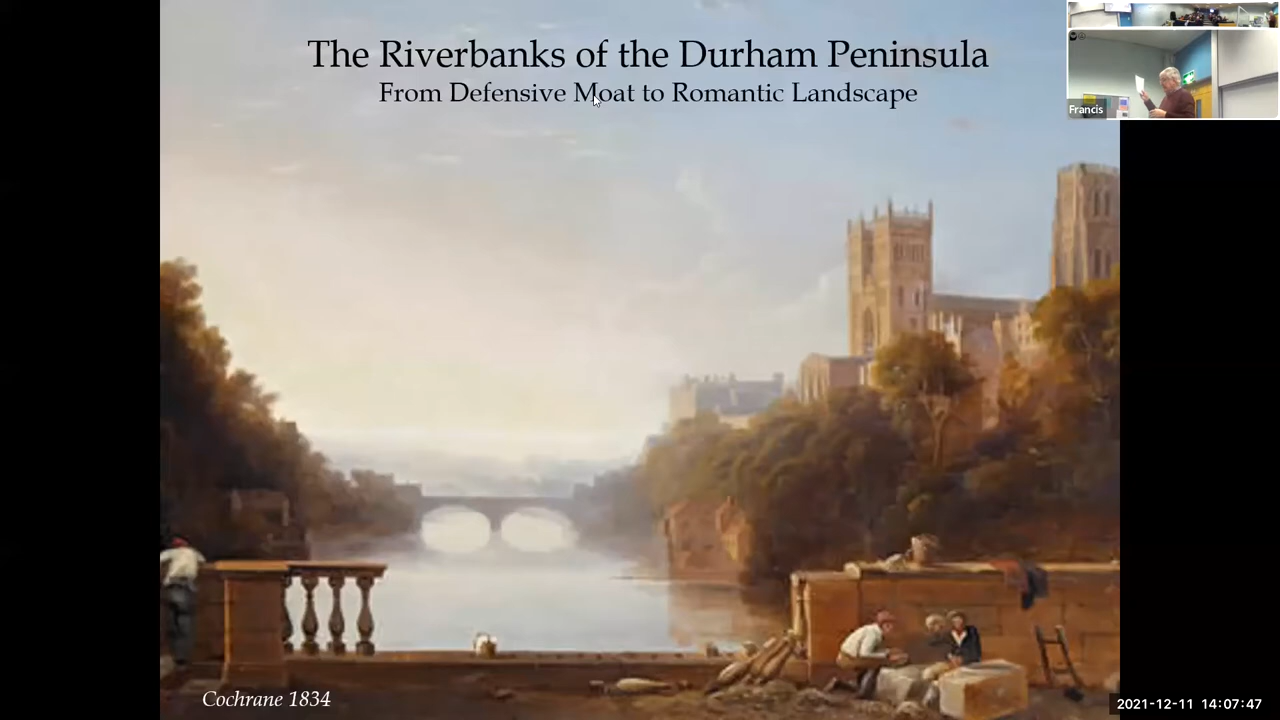 The Riverbanks of the Durham Peninsula
From Defensive Moat to Romantic Landscape
Francis
Cochrane 1834
2021-12-11 14:07:47